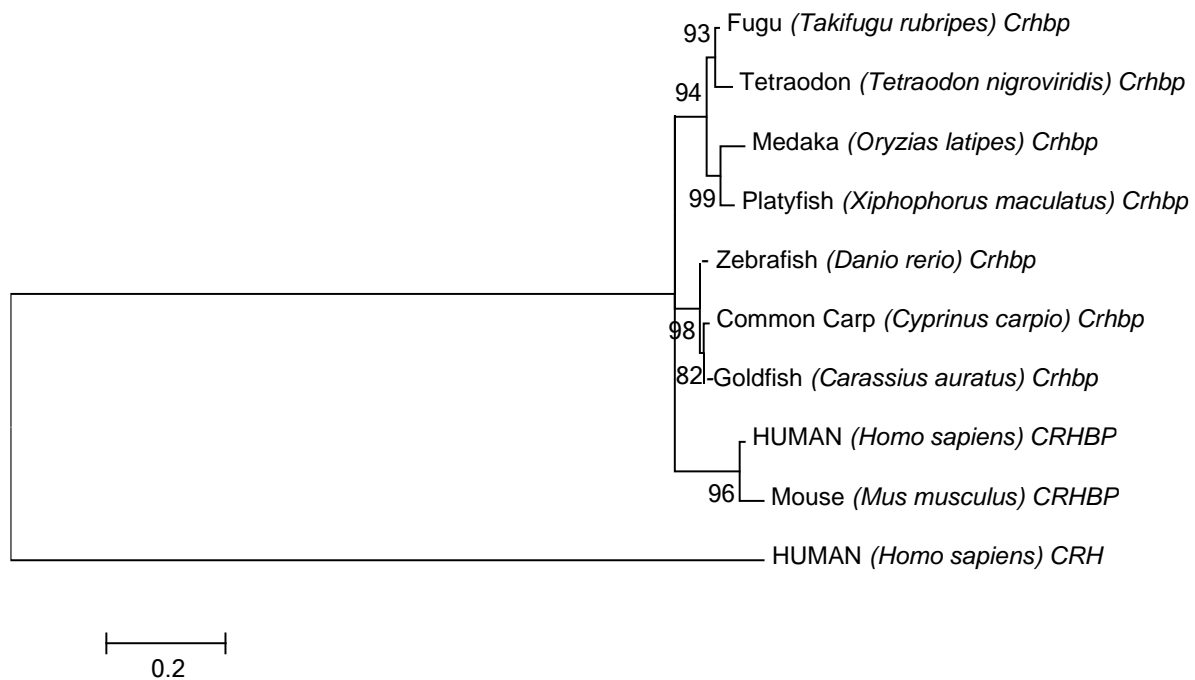 93
Fugu (Takifugu rubripes) Crhbp
94
Tetraodon (Tetraodon nigroviridis) Crhbp
Medaka (Oryzias latipes) Crhbp
99
Platyfish (Xiphophorus maculatus) Crhbp
Zebrafish (Danio rerio) Crhbp
98
Common Carp (Cyprinus carpio) Crhbp
82
Goldfish (Carassius auratus) Crhbp
HUMAN (Homo sapiens) CRHBP
96
Mouse (Mus musculus) CRHBP
HUMAN (Homo sapiens) CRH
0.2